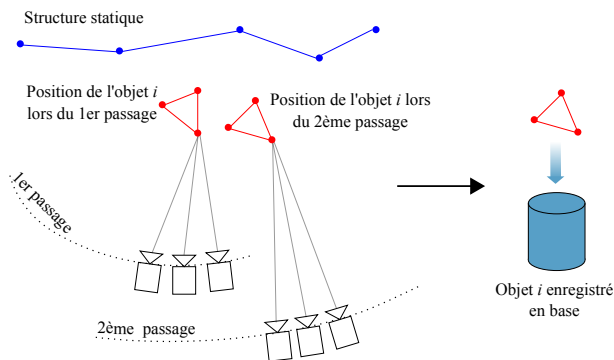 Structure statique
Position de l'objet i
lors du 1er passage
Position de l'objet i lors
du 2ème passage
1er passage
2ème passage
Objet i enregistré
en base